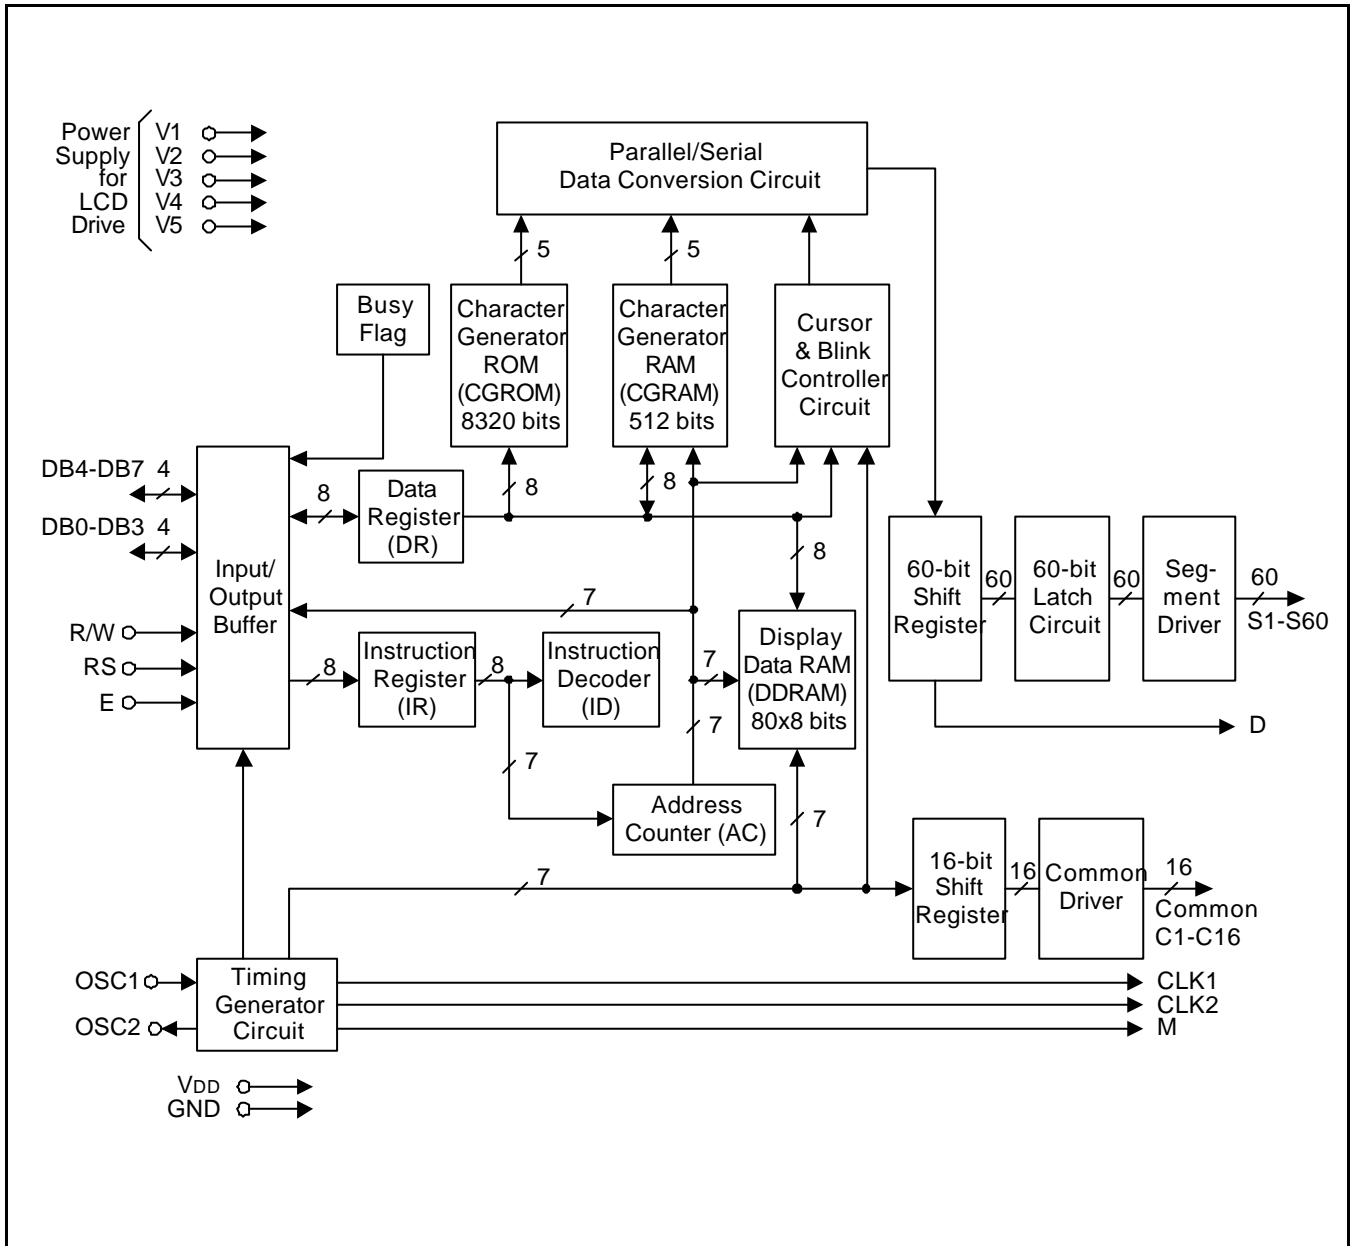 Power
Supply
for
LCD
Drive
V1
V2
V3
V4
V5
Parallel/Serial
Data Conversion Circuit
5
5
Busy
Flag
Character
Generator
ROM
(CGROM)
8320 bits
Character
Generator
RAM
(CGRAM)
512 bits
Cursor
& Blink
Controller
Circuit
DB4-DB7 4
DB0-DB3 4
R/W
RS
E
Input/
Output
Buffer
8
Data
Register
(DR)
8
8
8
7
8
Instruction
Register
(IR)
8
Instruction
Decoder
(ID)
7
Display
Data RAM
(DDRAM)
80x8 bits
7
7
Address
Counter (AC)
7
7
60-bit
Shift
Register
60
60-bit
Latch
Circuit
60
Seg-
ment
Driver
60
S1-S60
D
16-bit
Shift
Register
16
Common
Driver
16
Common
C1-C16
OSC1
OSC2
Timing
Generator
Circuit
CLK1
CLK2
M
VDD
GND